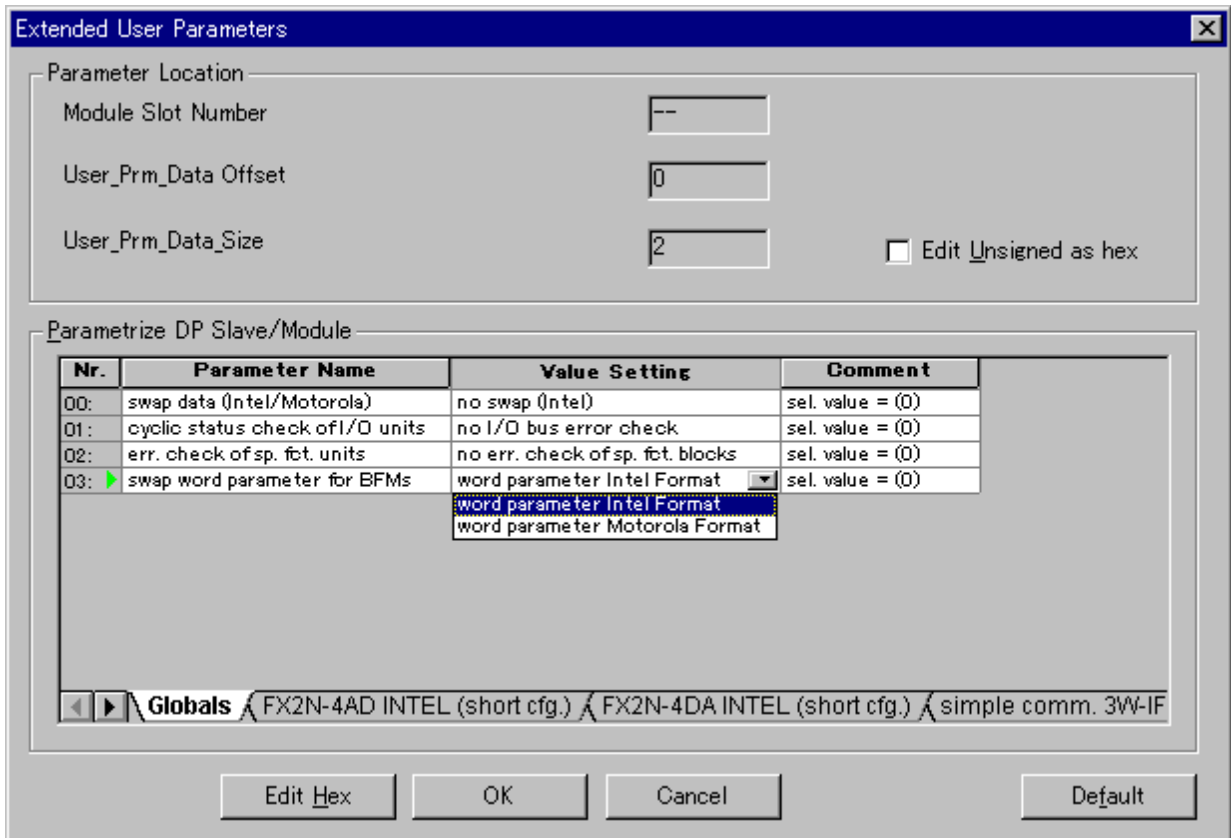 Extended User Parameters
Parameter Location
Module Slot Number --
User_Prm_Data Offset 0
User_Prm_Data_Size 2 Edit Unsigned as hex
Parametrize DP Slave/Module
Nr. Parameter Name Value Setting Comment
00: swap data (Intel/Motorola) no swap (Intel) sel. value = (0)
01: cyclic status check of I/O units no I/O bus error check sel. value = (0)
02: err. check of sp. fct. units no err. check of sp. fct. blocks sel. value = (0)
03: swap word parameter for BFMs word parameter Intel Format sel. value = (0)
word parameter Intel Format
word parameter Motorola Format
Globals FX2N-4AD INTEL (short cfg.) FX2N-4DA INTEL (short cfg.) simple comm. 3W-IF
Edit Hex OK Cancel Default